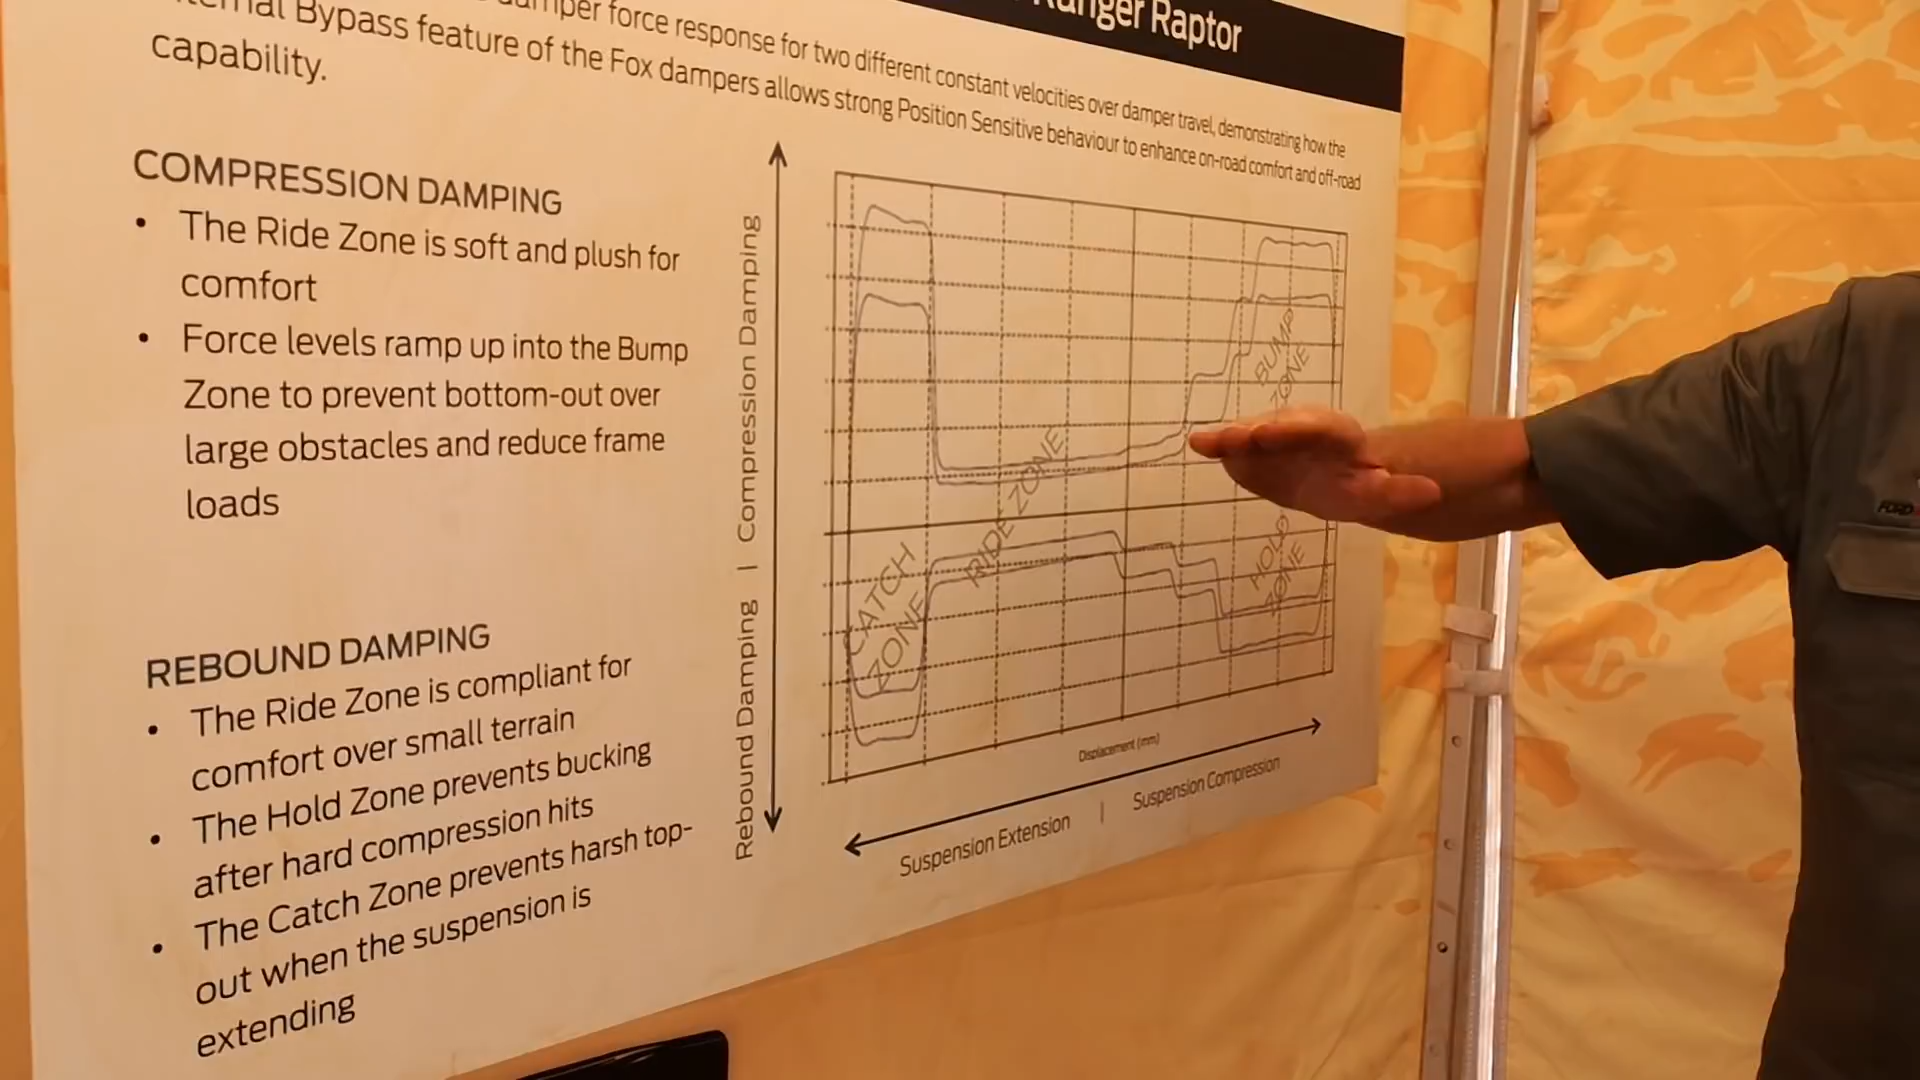 Ranger Raptor
damper force response for two different constant velocities over damper travel, demonstrating how the
Bypass feature of the Fox dampers allows strong Position Sensitive behaviour to enhance on-road comfort and off-road
capability.
COMPRESSION DAMPING
• The Ride Zone is soft and plush for
comfort
• Force levels ramp up into the Bump
Zone to prevent bottom-out over
large obstacles and reduce frame
loads
REBOUND DAMPING
• The Ride Zone is compliant for
comfort over small terrain
• The Hold Zone prevents bucking
after hard compression hits
• The Catch Zone prevents harsh top-
out when the suspension is
extending
Rebound Damping | Compression Damping
CATCH
ZONE
RIDE ZONE
BUMP
ZONE
HOLD
ZONE
Displacement (mm)
Suspension Extension | Suspension Compression
FORD